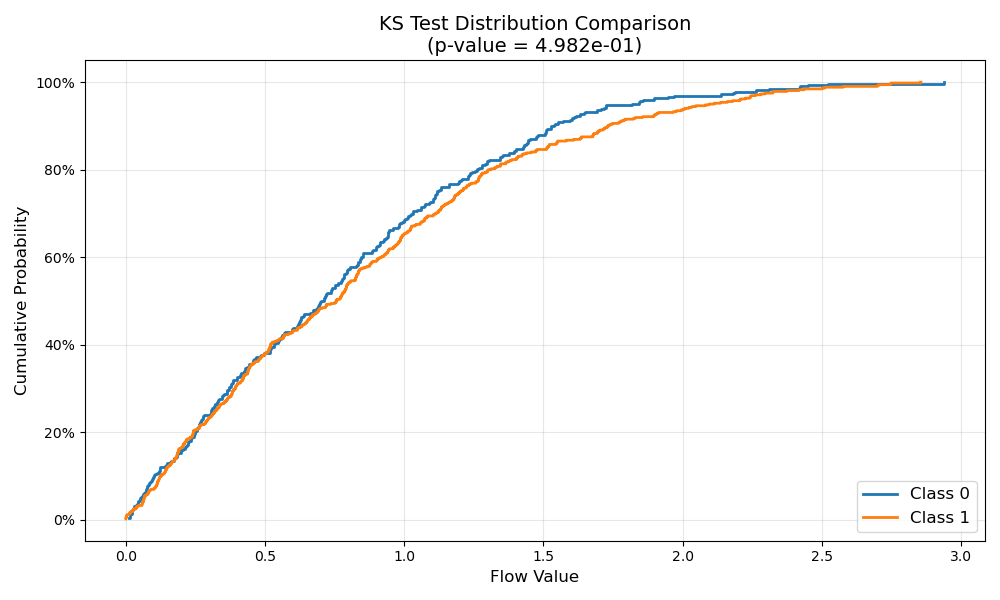 KS Test Distribution Comparison
(p-value = 4.982e-01)
Cumulative Probability
100%
80%
60%
40%
20%
0%
0.0 0.5 1.0 1.5 2.0 2.5 3.0
Flow Value
Class 0
Class 1